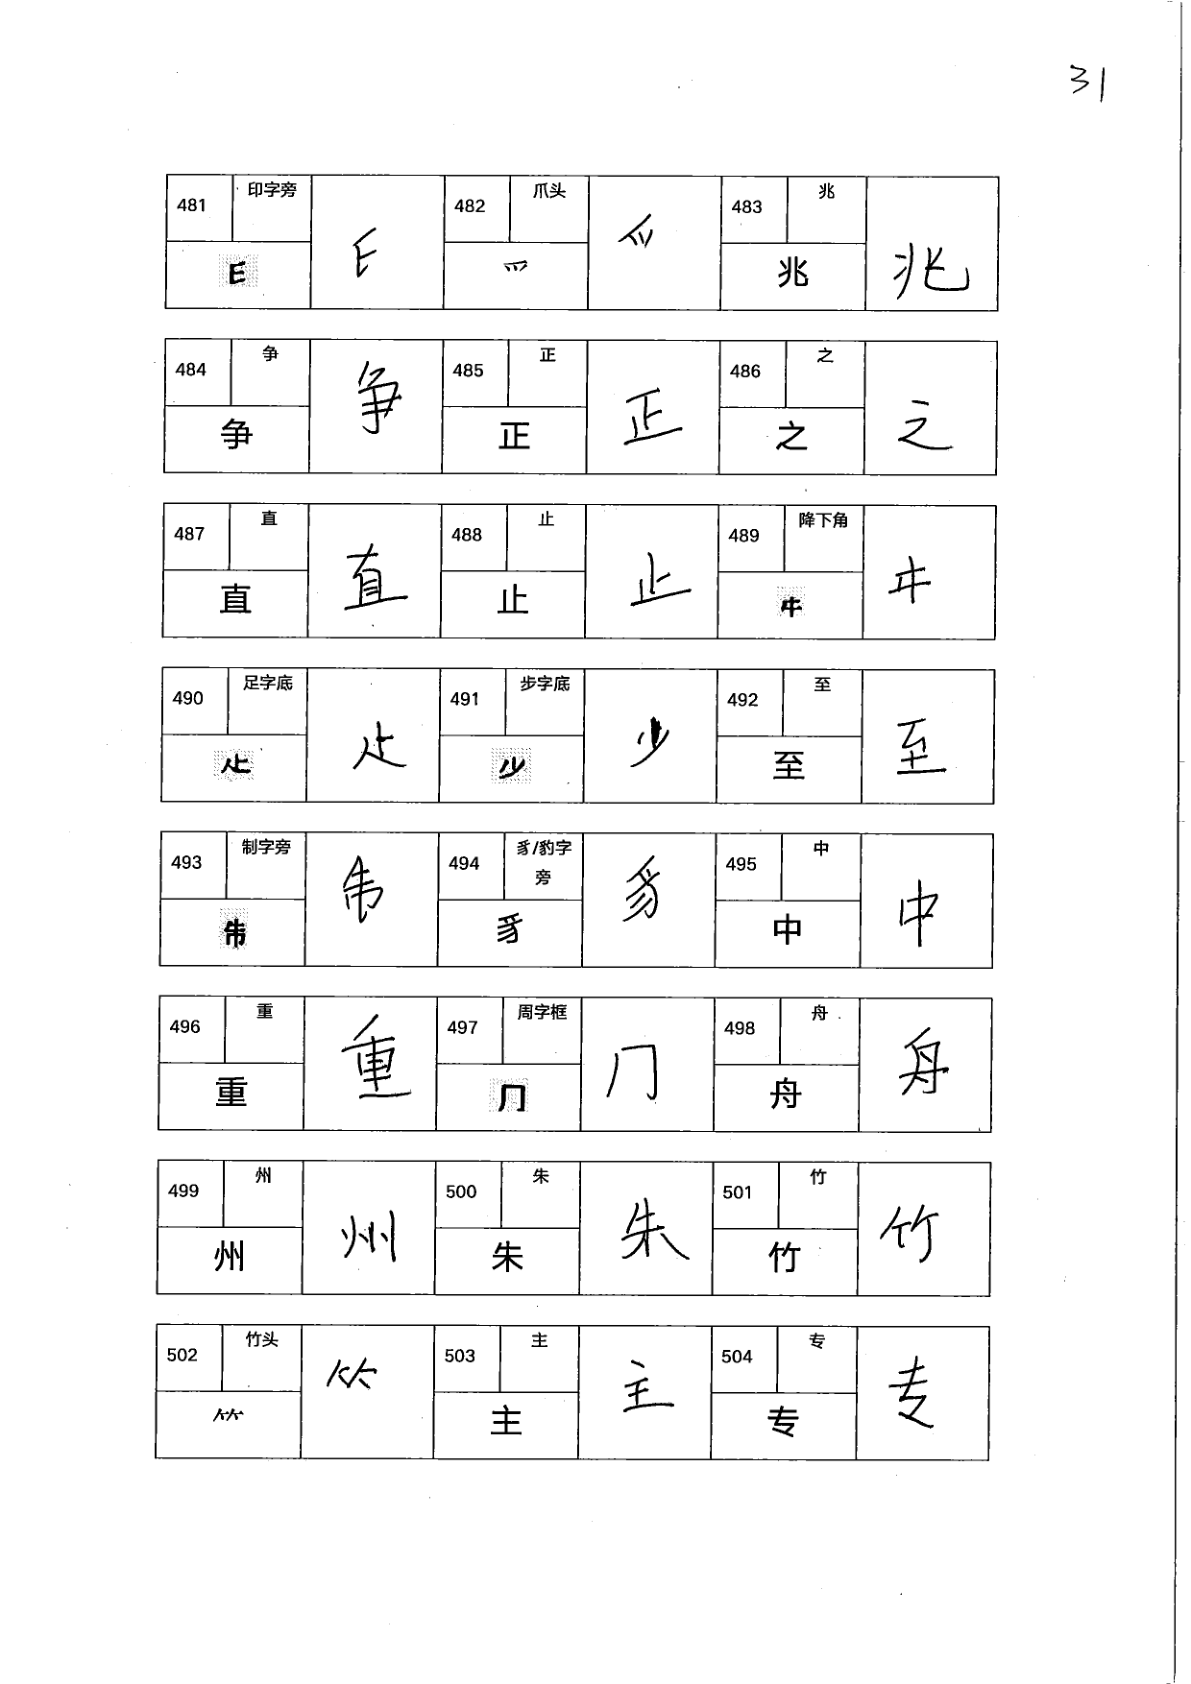 31
481 印字旁 482 爫头 483 兆
兆
爫 兆
484 争 485 正 486 之
争 正 之
争 正 之
487 直 488 止 489 降下角
直 止 㐄
直 止 㐄
490 足字底 491 步字底 492 至
龰 少 至
龰 少 至
493 制字旁 494 豸/豹字旁 495 中
豸 中
豸 中
496 重 497 周字框 498 舟
重 ⺆ 舟
重 ⺆ 舟
499 州 500 朱 501 竹
州 朱 竹
州 朱 竹
502 竹头 503 主 504 专
⺮ 主 专
⺮ 主 专